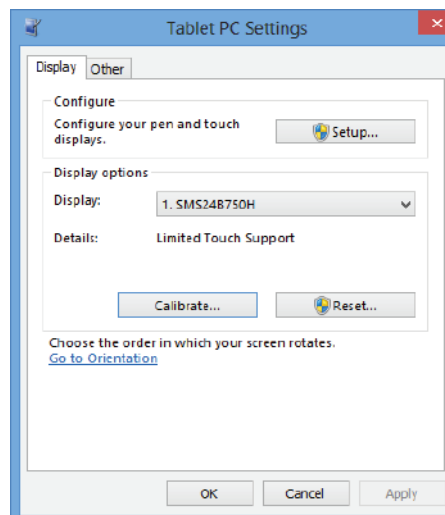 Tablet PC Settings
Display Other
Configure
Configure your pen and touch
displays.
Setup...
Display options
Display:
1. SMS24B750H
Details:
Limited Touch Support
Calibrate...
Reset...
Choose the order in which your screen rotates.
Go to Orientation
OK
Cancel
Apply